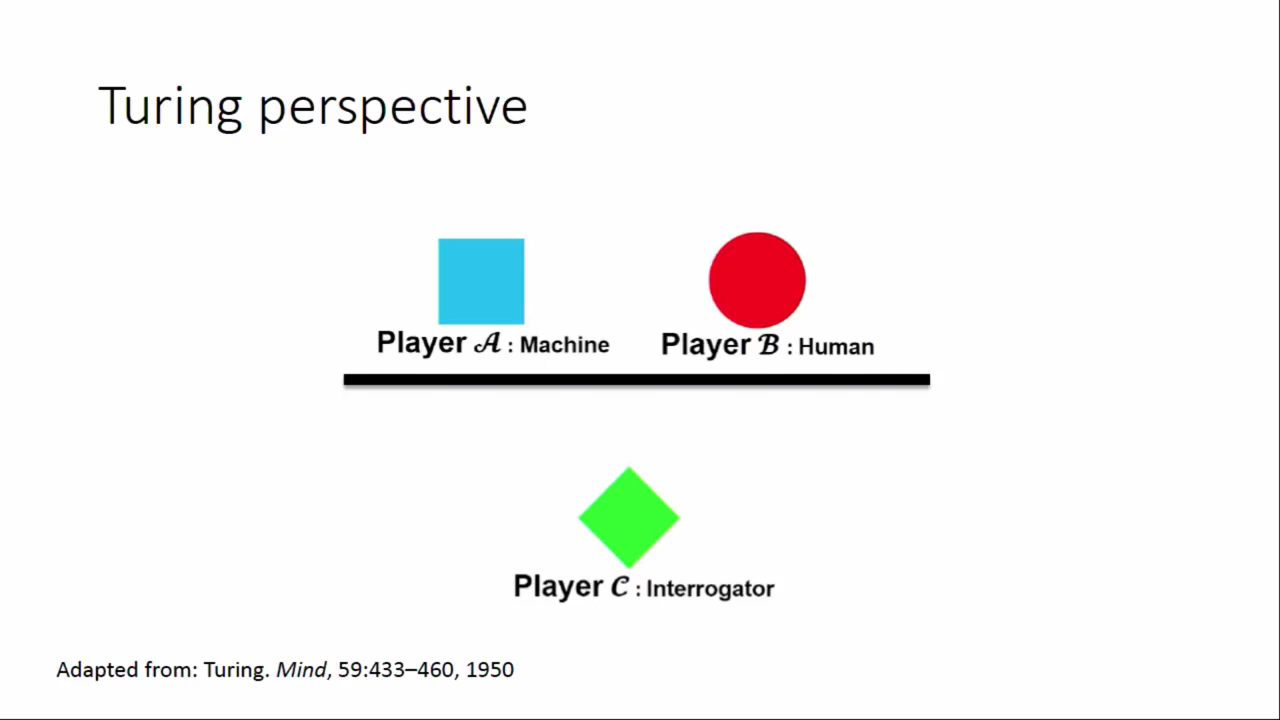 Turing perspective
Player 𝓐 : Machine
Player 𝓑 : Human
Player 𝓒 : Interrogator
Adapted from: Turing. Mind, 59:433–460, 1950